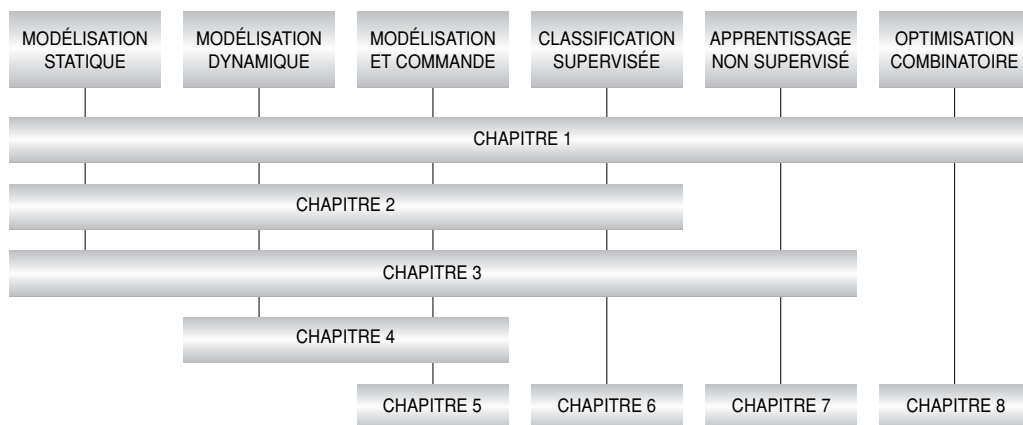 MODÉLISATION
STATIQUE
MODÉLISATION
DYNAMIQUE
MODÉLISATION
ET COMMANDE
CLASSIFICATION
SUPERVISÉE
APPRENTISSAGE
NON SUPERVISÉ
OPTIMISATION
COMBINATOIRE
CHAPITRE 1
CHAPITRE 2
CHAPITRE 3
CHAPITRE 4
CHAPITRE 5
CHAPITRE 6
CHAPITRE 7
CHAPITRE 8